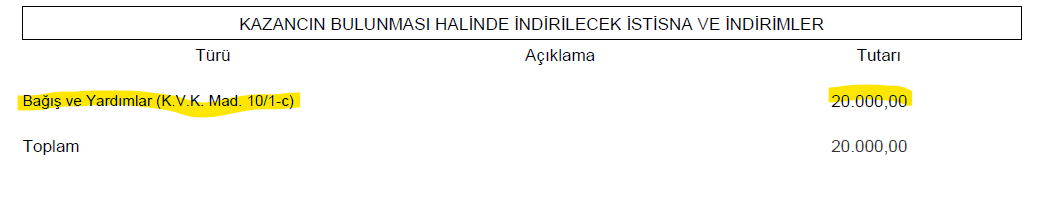 KAZANCIN BULUNMASI HALİNDE İNDİRİLECEK İSTİSNA VE İNDİRİMLER
Türü Açıklama Tutarı
Bağış ve Yardımlar (K.V.K. Mad. 10/1-c) 20.000,00
Toplam 20.000,00